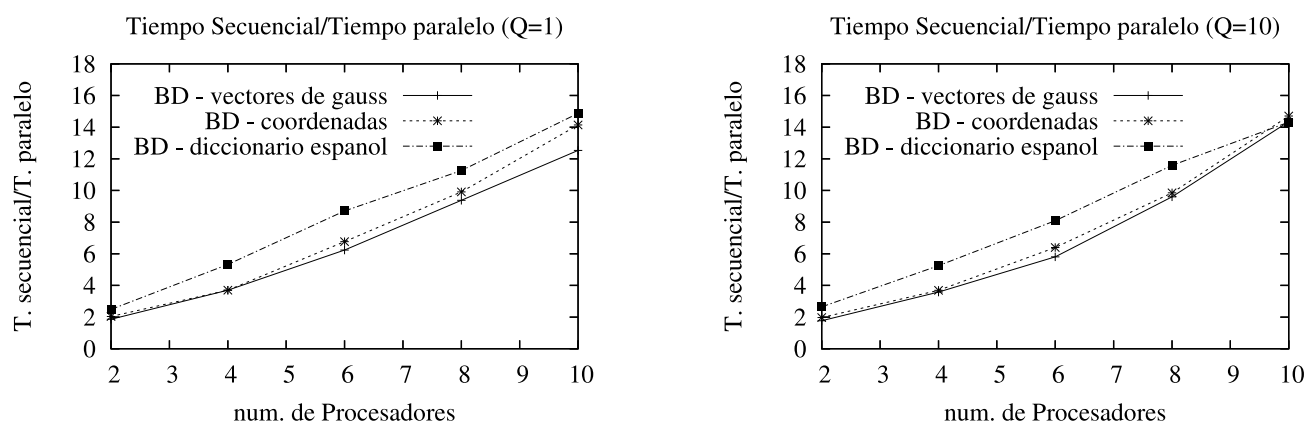 Tiempo Secuencial/Tiempo paralelo (Q=1)
T. secuencial/T. paralelo
18
16
14
12
10
8
6
4
2
0
BD - vectores de gauss
BD - coordenadas
BD - diccionario espanol
2 3 4 5 6 7 8 9 10
num. de Procesadores
Tiempo Secuencial/Tiempo paralelo (Q=10)
T. secuencial/T. paralelo
18
16
14
12
10
8
6
4
2
0
BD - vectores de gauss
BD - coordenadas
BD - diccionario espanol
2 3 4 5 6 7 8 9 10
num. de Procesadores